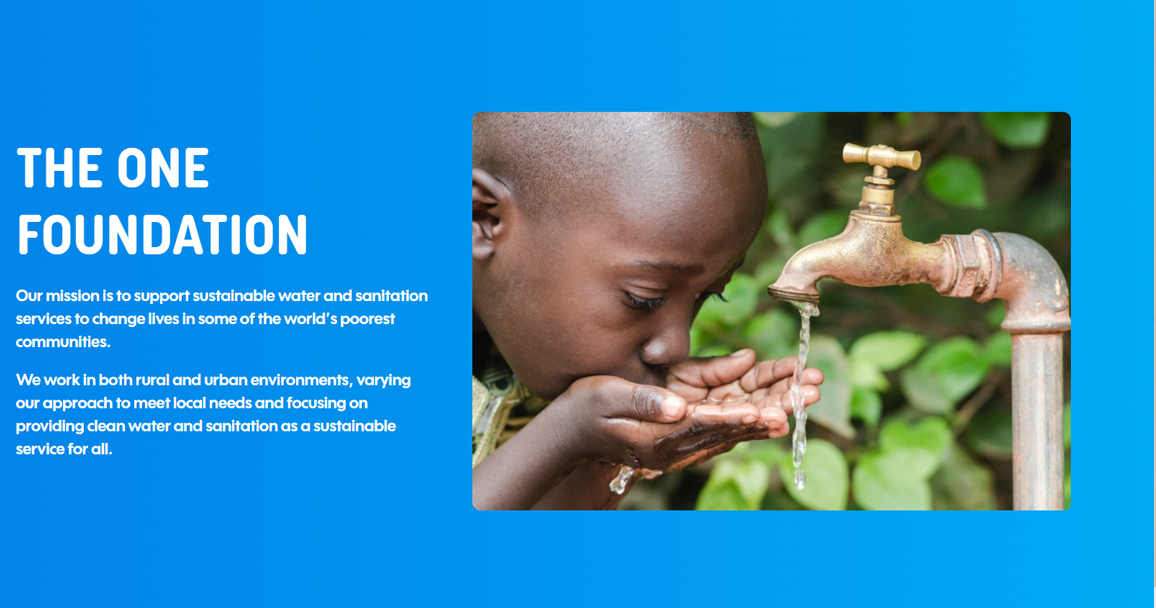 THE ONE
FOUNDATION
Our mission is to support sustainable water and sanitation
services to change lives in some of the world's poorest
communities.
We work in both rural and urban environments, varying
our approach to meet local needs and focusing on
providing clean water and sanitation as a sustainable
service for all.